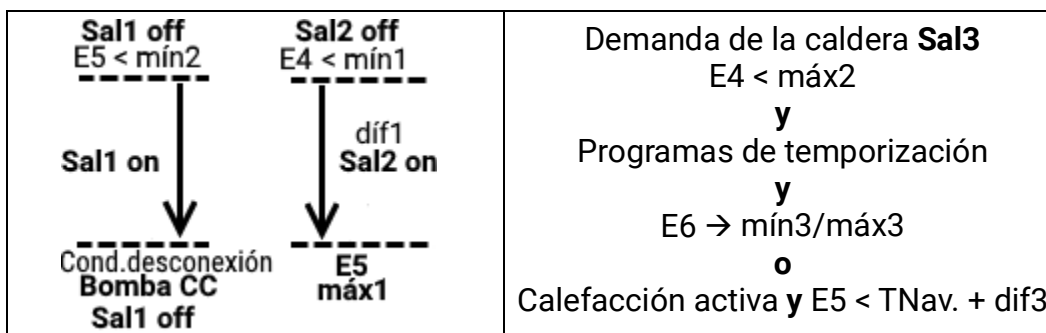 Sal1 off
E5 < mín2
Sal1 on
Cond.desconexión
Bomba CC
Sal1 off
Sal2 off
E4 < mín1
díf1
Sal2 on
E5
máx1
Demanda de la caldera Sal3
E4 < máx2
y
Programas de temporización
y
E6 → mín3/máx3
o
Calefacción activa y E5 < TNav. + dif3